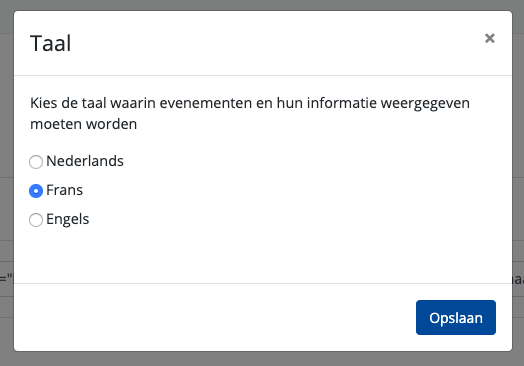 Taal
×
Kies de taal waarin evenementen en hun informatie weergegeven
moeten worden
Nederlands
Frans
Engels
="
Opslaan